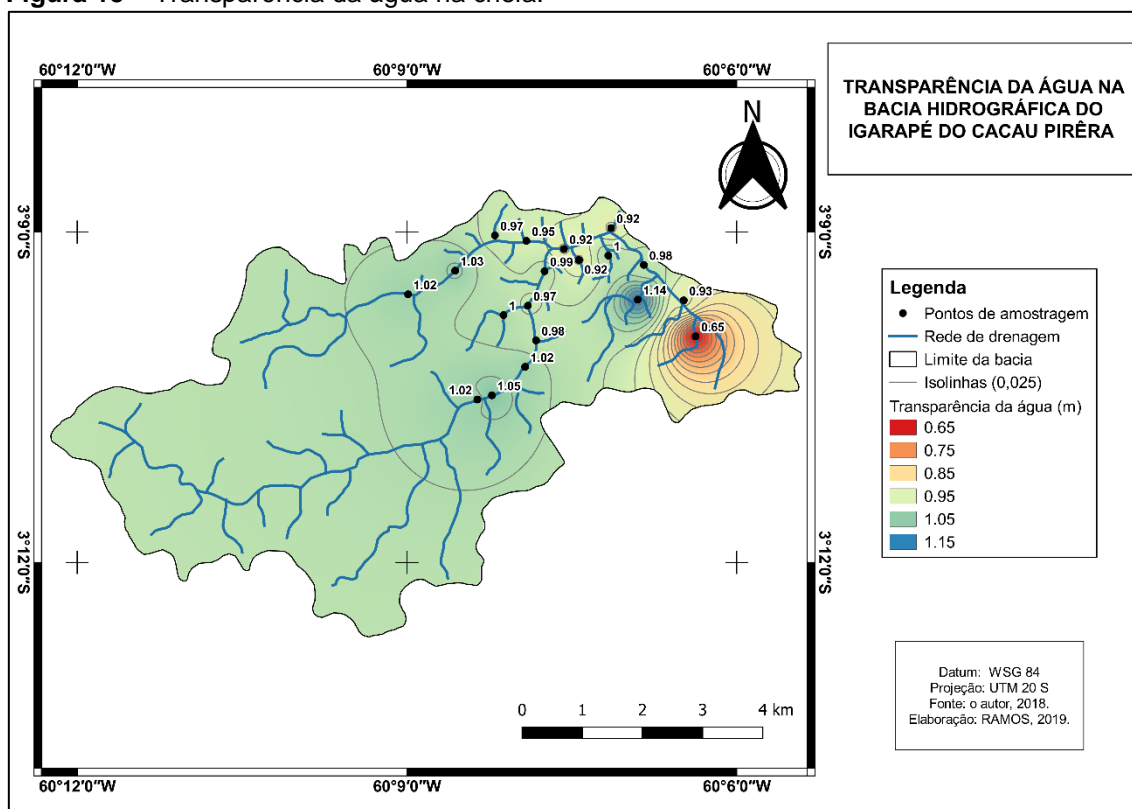 60°12'0"W 60°9'0"W 60°6'0"W
TRANSPARÊNCIA DA ÁGUA NA
BACIA HIDROGRÁFICA DO
IGARAPÉ DO CACAU PIRÊRA
N
3°9'0"S 3°9'0"S
0.97
0.95
0.92
0.92
1
0.98
0.92
0.99
1.03
1.02
1.14
0.93
0.97
1
0.65
0.98
1.02
1.05
1.02
Legenda
Pontos de amostragem
Rede de drenagem
Limite da bacia
Isolinhas (0,025)
Transparência da água (m)
0.65
0.75
0.85
0.95
1.05
1.15
3°12'0"S 3°12'0"S
Datum: WSG 84
Projeção: UTM 20 S
Fonte: o autor, 2018.
Elaboração: RAMOS, 2019.
0 1 2 3 4 km
60°12'0"W 60°9'0"W 60°6'0"W